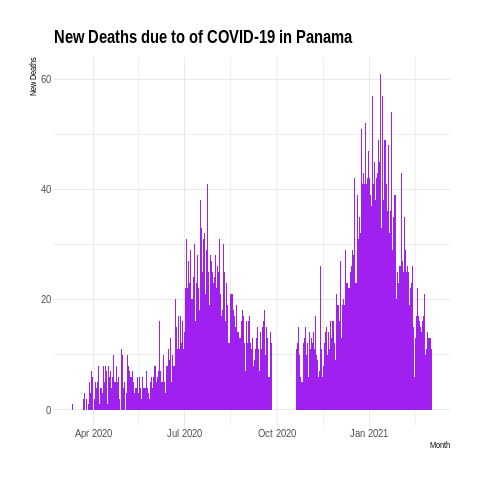 New Deaths due to of COVID-19 in Panama
New Deaths
60
40
20
0
Apr 2020
Jul 2020
Oct 2020
Jan 2021
Month